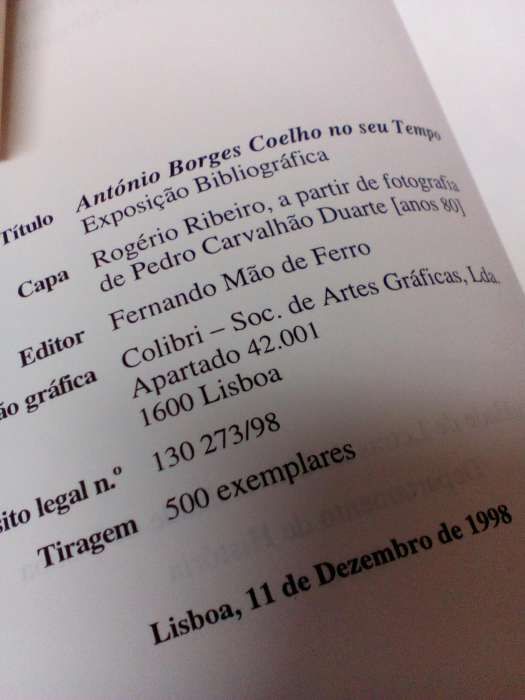 Título António Borges Coelho no seu Tempo
Exposição Bibliográfica
Capa Rogério Ribeiro, a partir de fotografia
de Pedro Carvalhão Duarte [anos 80]
Editor Fernando Mão de Ferro
ão gráfica Colibri – Soc. de Artes Gráficas, Lda.
Apartado 42.001
1600 Lisboa
sito legal n.º 130 273/98
Tiragem 500 exemplares
Lisboa, 11 de Dezembro de 1998